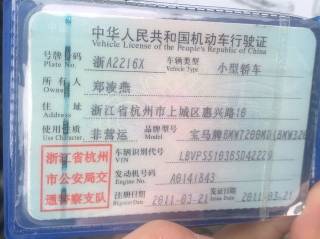 中华人民共和国机动车行驶证
Vehicle License of the People's Republic of China
号牌号码 浙A2216X 车辆类型 小型轿车
Plate No. Vehicle Type
所有人 郑凌燕
Owner
住址 浙江省杭州市上城区惠兴路10
Address
使用性质 非营运 品牌型号 宝马牌BMW7200
Use Character Model
浙江省杭州
市公安局交
通警察支队
车辆识别代号
VIN
发动机号码 A0141843
Engine No.
注册日期 2011-03-21 发证日期 2011-03-21
Register Date Issue Date